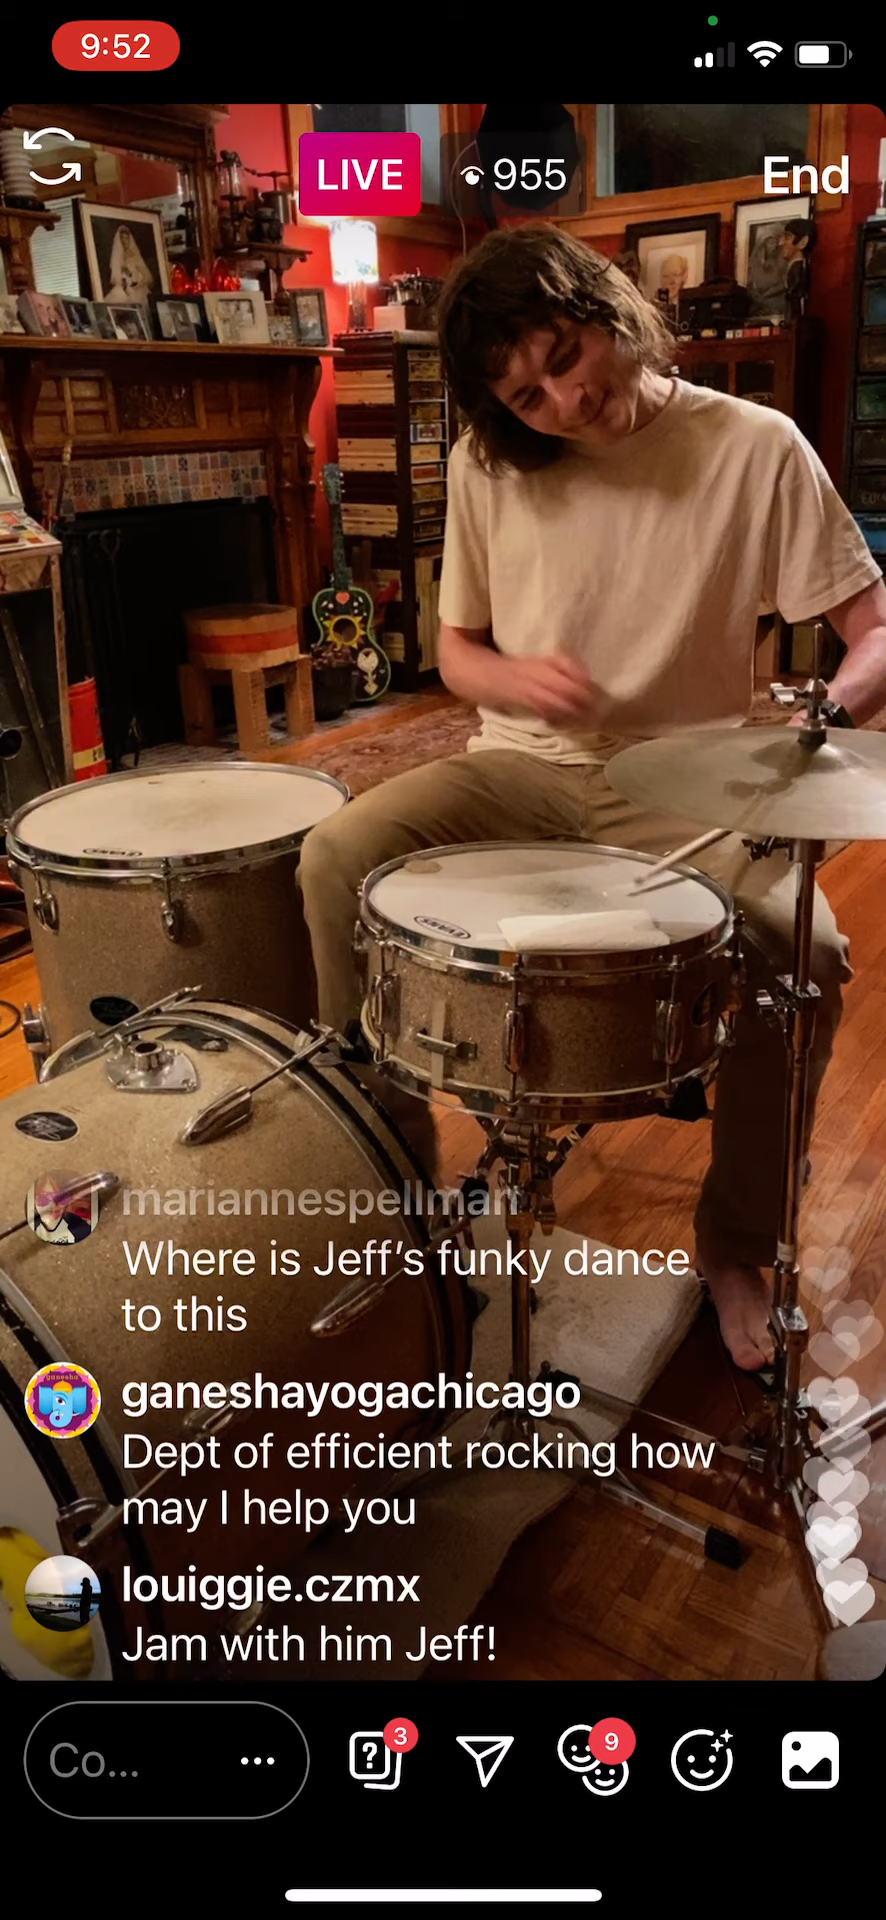 9:52
LIVE
955
End
EVANS
mariannespellman
Where is Jeff’s funky dance
to this
ganeshayogachicago
Dept of efficient rocking how
may I help you
louiggie.czmx
Jam with him Jeff!
Co...
3
9